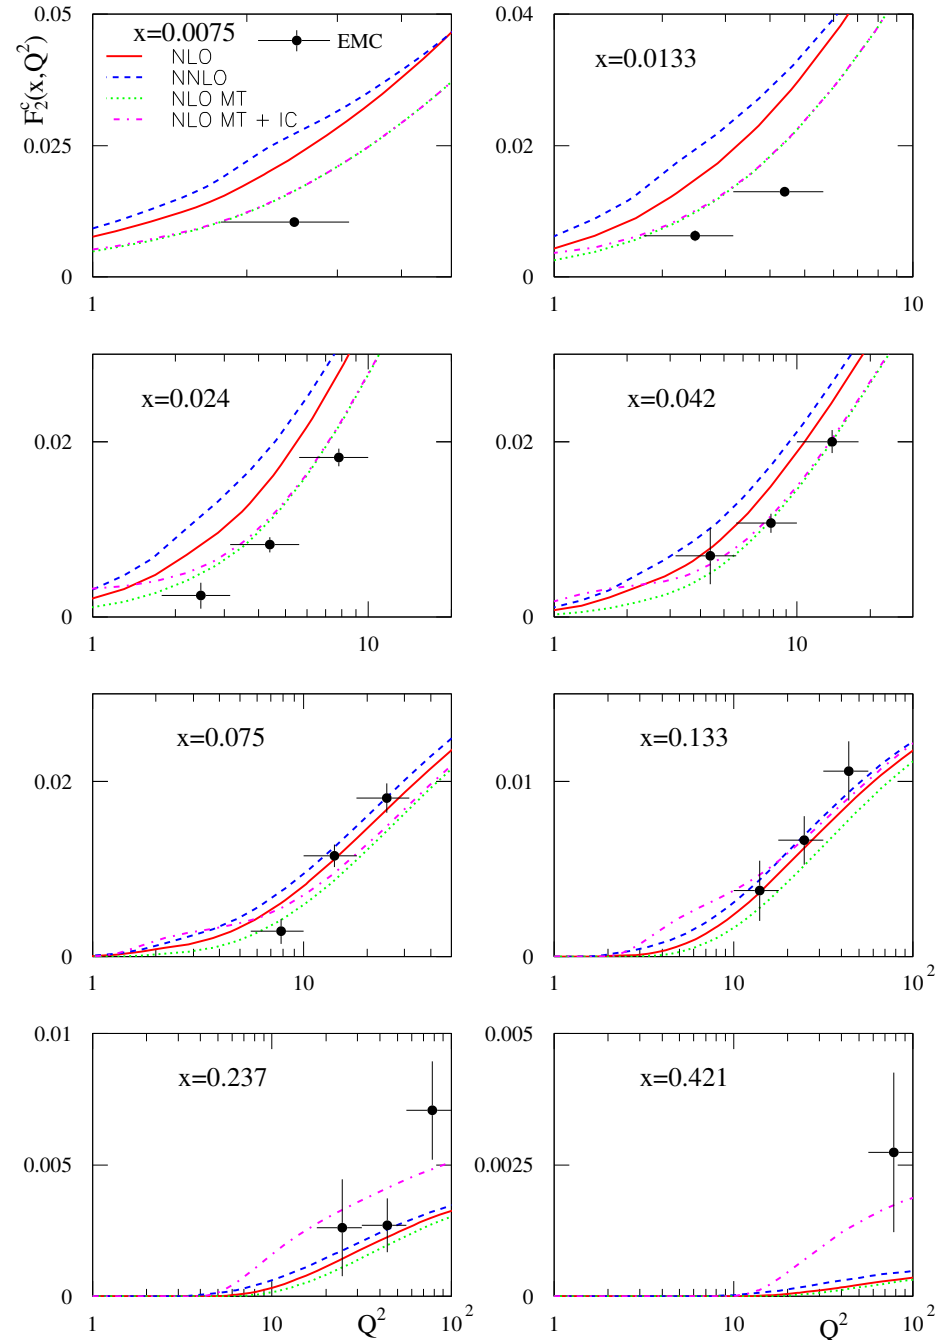 F₂ᶜ(x,Q²)
0.05
0.025
0
x=0.0075
EMC
NLO
NNLO
NLO MT
NLO MT + IC
1
0.04
0.02
0
x=0.0133
1 10
0.02
0
x=0.024
1 10
0.02
0
x=0.042
1 10
0.02
0
x=0.075
1 10
0.01
0
x=0.133
1 10 10²
0.01
0.005
0
x=0.237
1 10 Q² 10²
0.005
0.0025
0
x=0.421
1 10 Q² 10²